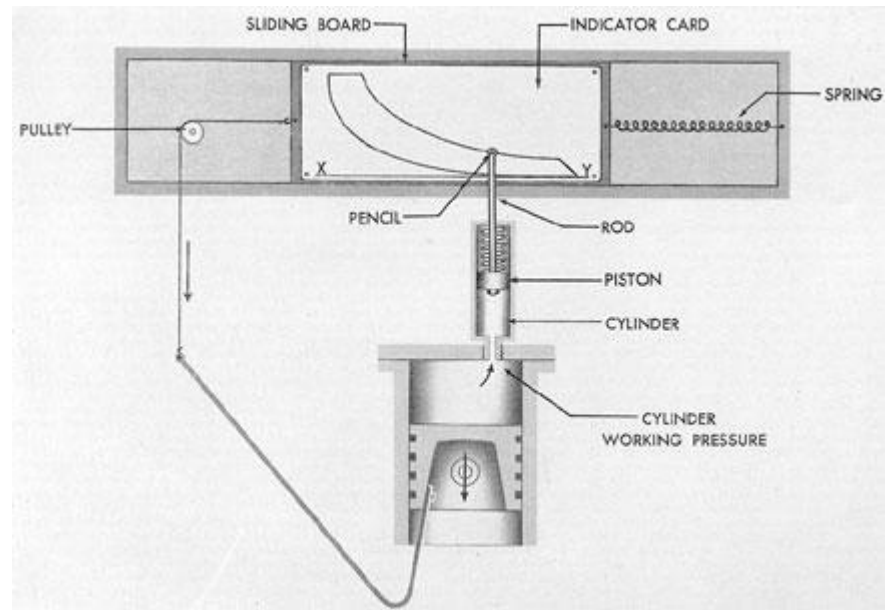 SLIDING BOARD
INDICATOR CARD
SPRING
PULLEY
X
Y
PENCIL
ROD
PISTON
CYLINDER
CYLINDER
WORKING PRESSURE